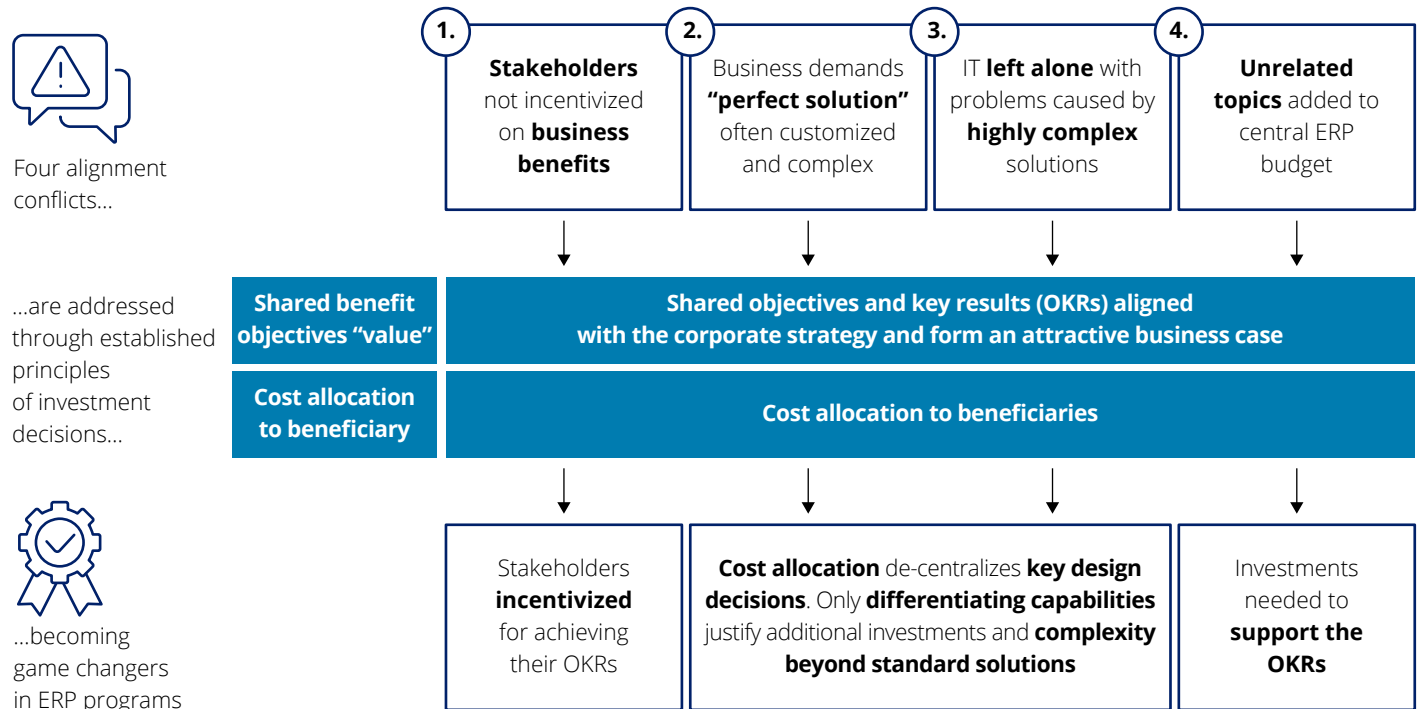 1.
Stakeholders
not incentivized
on business
benefits
2.
Business demands
“perfect solution”
often customized
and complex
3.
IT left alone with
problems caused by
highly complex
solutions
4.
Unrelated
topics added to
central ERP
budget
Four alignment
conflicts...
...are addressed
through established
principles
of investment
decisions...
Shared benefit
objectives “value”
Shared objectives and key results (OKRs) aligned
with the corporate strategy and form an attractive business case
Cost allocation
to beneficiary
Cost allocation to beneficiaries
...becoming
game changers
in ERP programs
Stakeholders
incentivized
for achieving
their OKRs
Cost allocation de-centralizes key design
decisions. Only differentiating capabilities
justify additional investments and complexity
beyond standard solutions
Investments
needed to
support the
OKRs